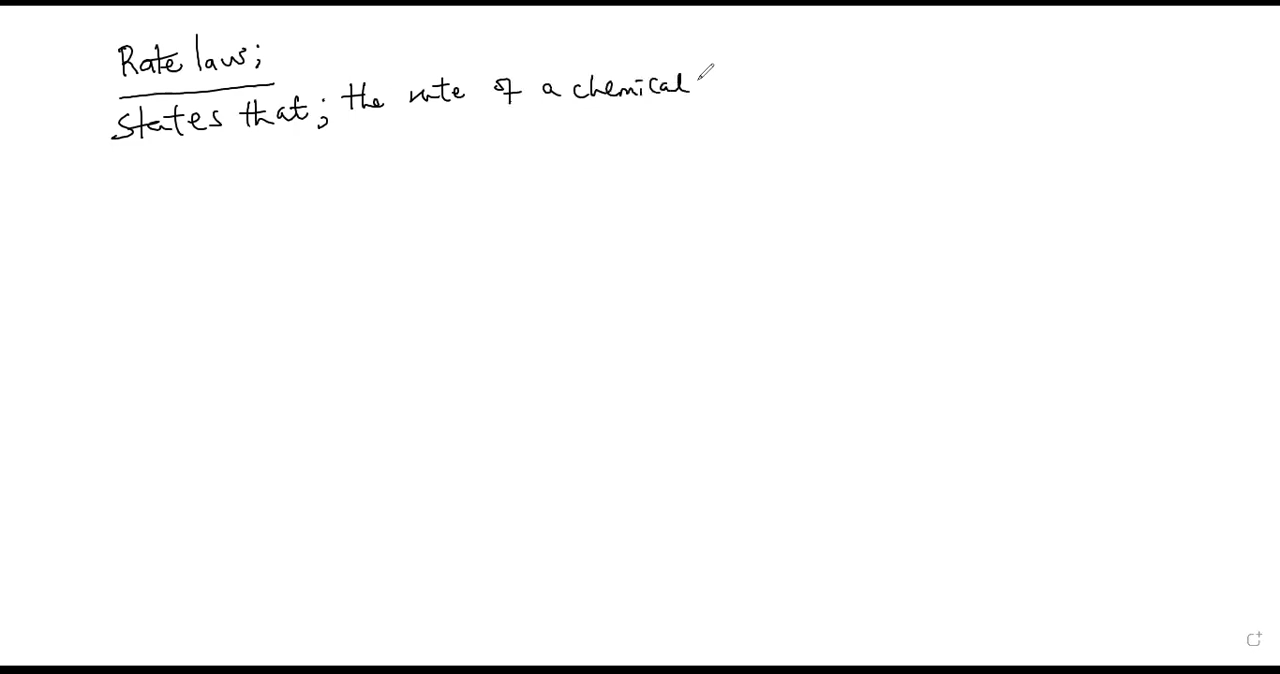 Rate law;
States that; the rate of a chemical